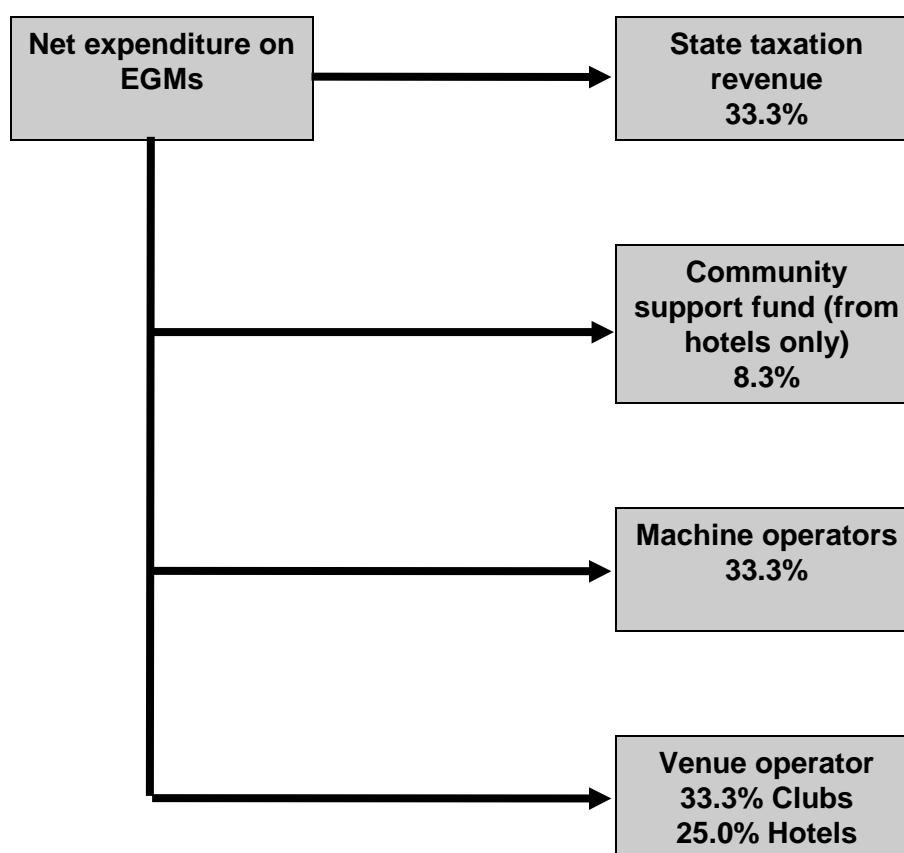 Net expenditure on
EGMs
State taxation
revenue
33.3%
Community
support fund (from
hotels only)
8.3%
Machine operators
33.3%
Venue operator
33.3% Clubs
25.0% Hotels